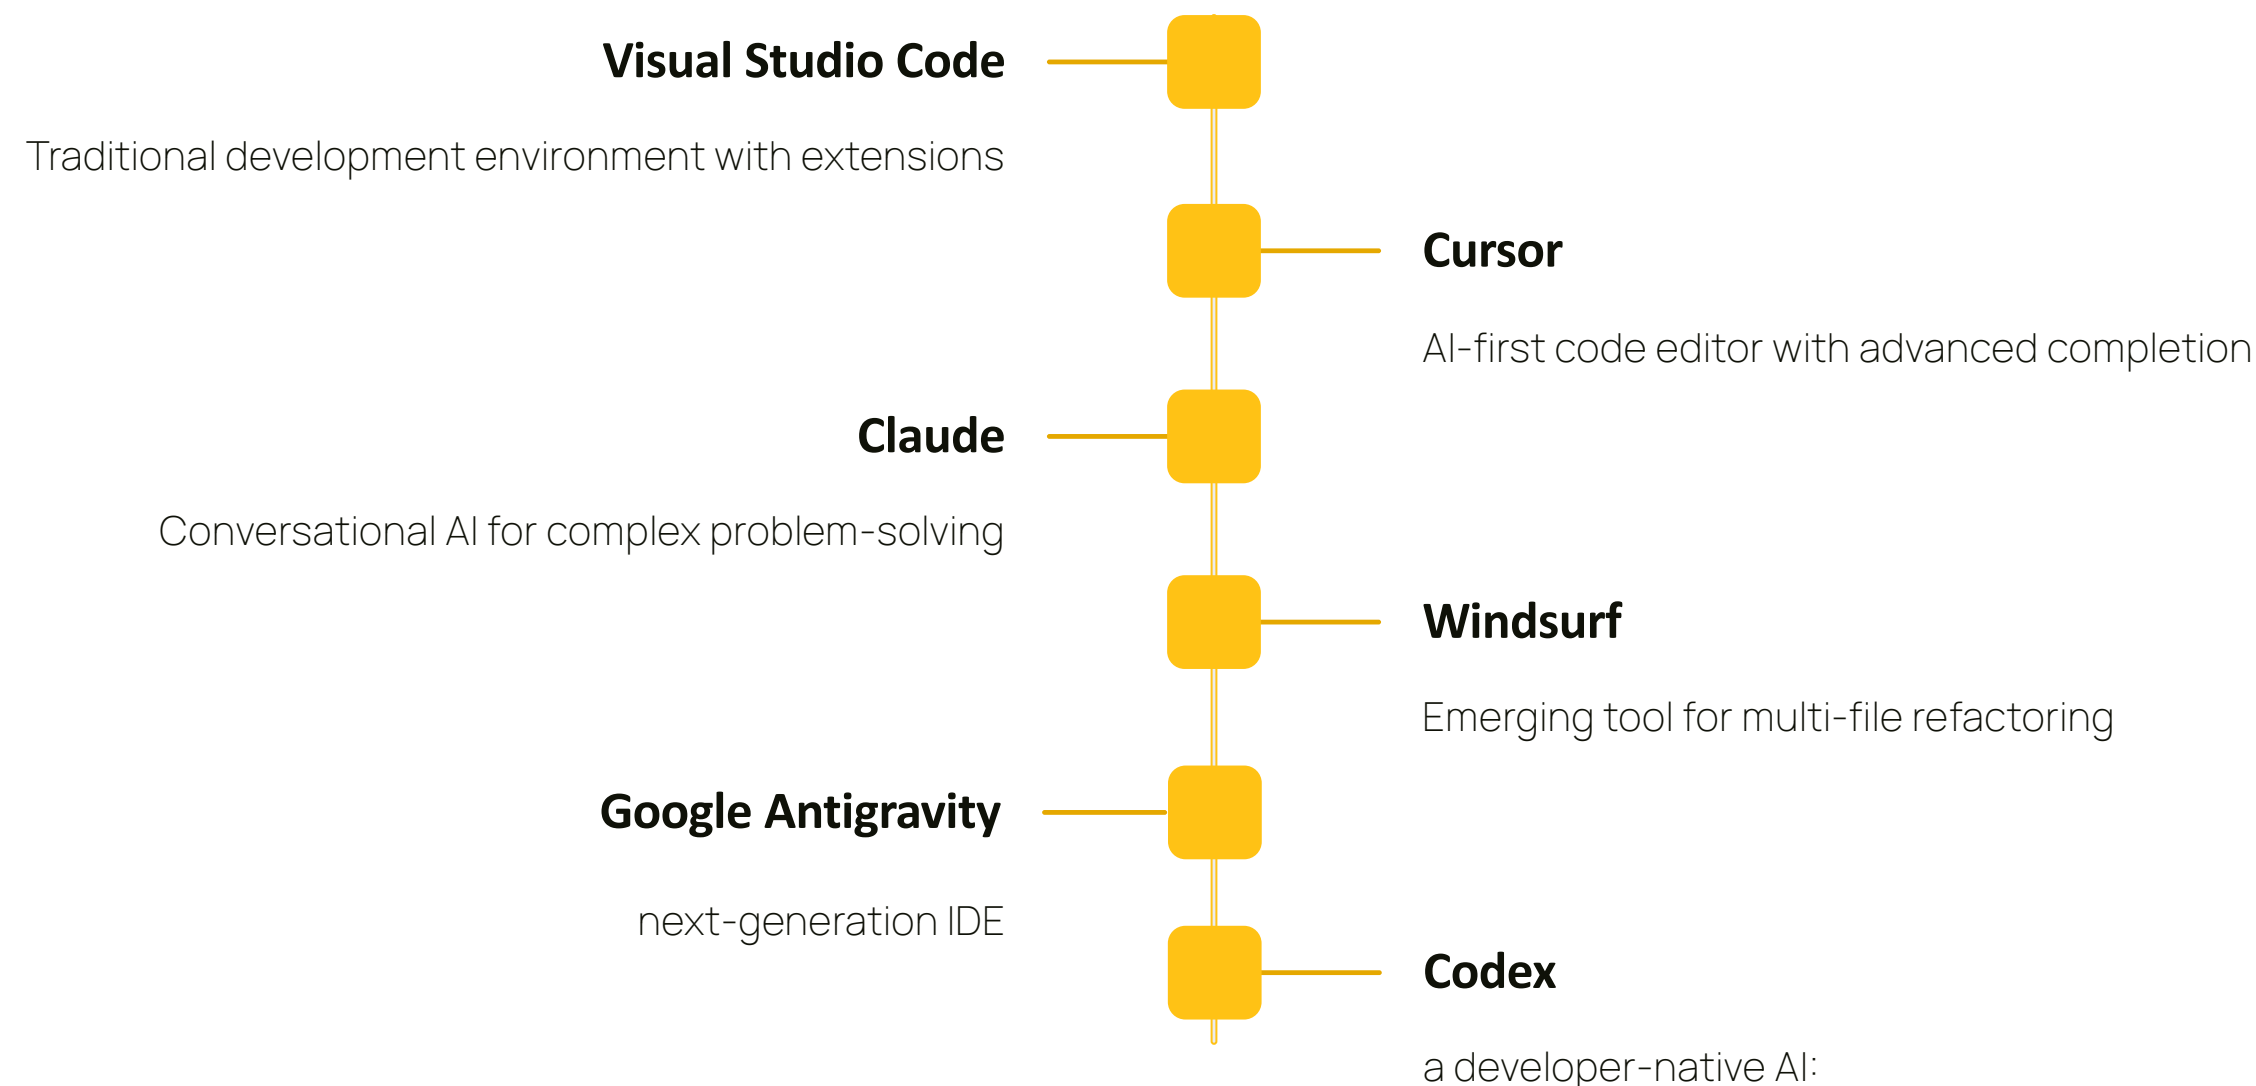 Visual Studio Code
Traditional development environment with extensions
Cursor
AI-first code editor with advanced completion
Claude
Conversational AI for complex problem-solving
Windsurf
Emerging tool for multi-file refactoring
Google Antigravity
next-generation IDE
Codex
a developer-native AI: